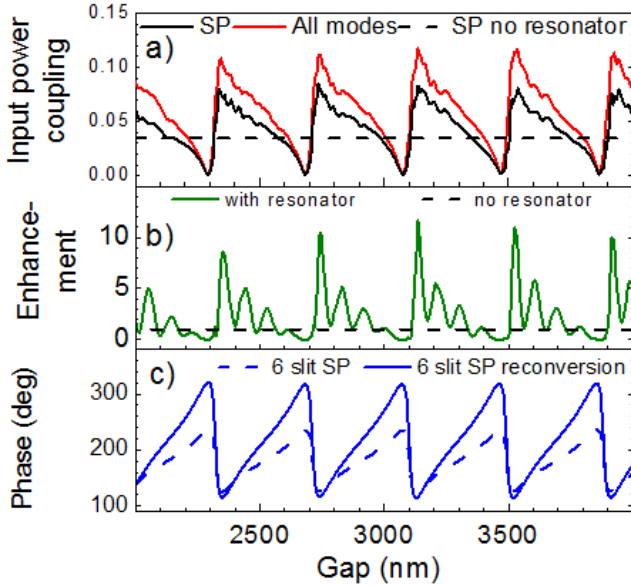 SP All modes SP no resonator
a)
Input power
coupling
0.15
0.10
0.05
0.00
with resonator no resonator
b)
Enhance-
ment
10
5
0
6 slit SP 6 slit SP reconversion
c)
Phase (deg)
300
200
100
2500 3000 3500
Gap (nm)